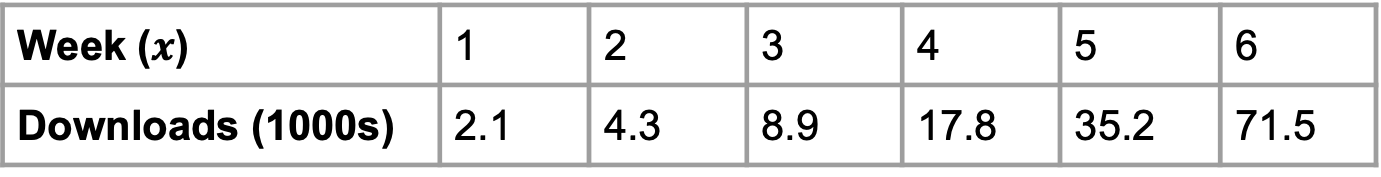 Week (x) 1 2 3 4 5 6
Downloads (1000s) 2.1 4.3 8.9 17.8 35.2 71.5